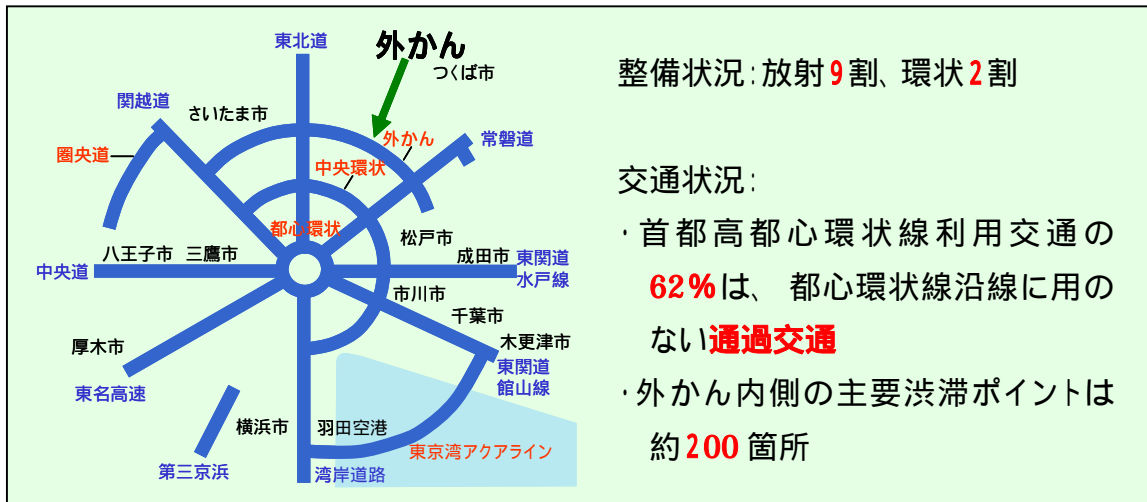 東北道
外かん
つくば市
関越道
さいたま市
外かん
常磐道
圏央道
中央環状
都心環状
松戸市
八王子市 三鷹市
成田市
中央道
東関道
水戸線
市川市
千葉市
厚木市
木更津市
東名高速
東関道
館山線
横浜市
羽田空港
東京湾アクアライン
第三京浜
湾岸道路
整備状況:放射9割、環状2割
交通状況:
・首都高都心環状線利用交通の
62%は、都心環状線沿線に用の
ない通過交通
・外かん内側の主要渋滞ポイントは
約200箇所